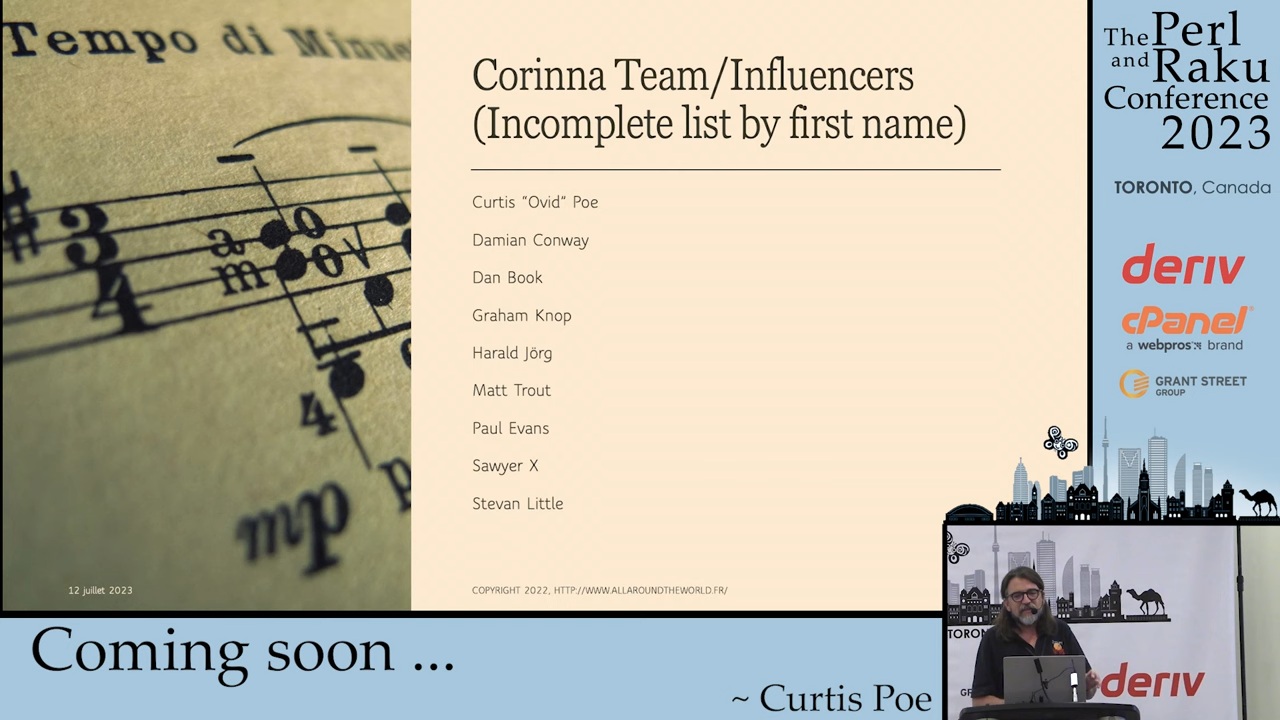 Tempo di Minue
3
4
a
o
m
o
v
4
dim
p
12 juillet 2023
Corinna Team/Influencers
(Incomplete list by first name)
Curtis "Ovid" Poe
Damian Conway
Dan Book
Graham Knop
Harald Jörg
Matt Trout
Paul Evans
Sawyer X
Stevan Little
COPYRIGHT 2022, HTTP://WWW.ALLAROUNDTHEWORLD.FR/
The Perl
and Raku
Conference
2023
TORONTO, Canada
deriv
cPanel®
a webpros brand
GRANT STREET
GROUP
TORON
GR
deriv
Coming soon ...
~ Curtis Poe